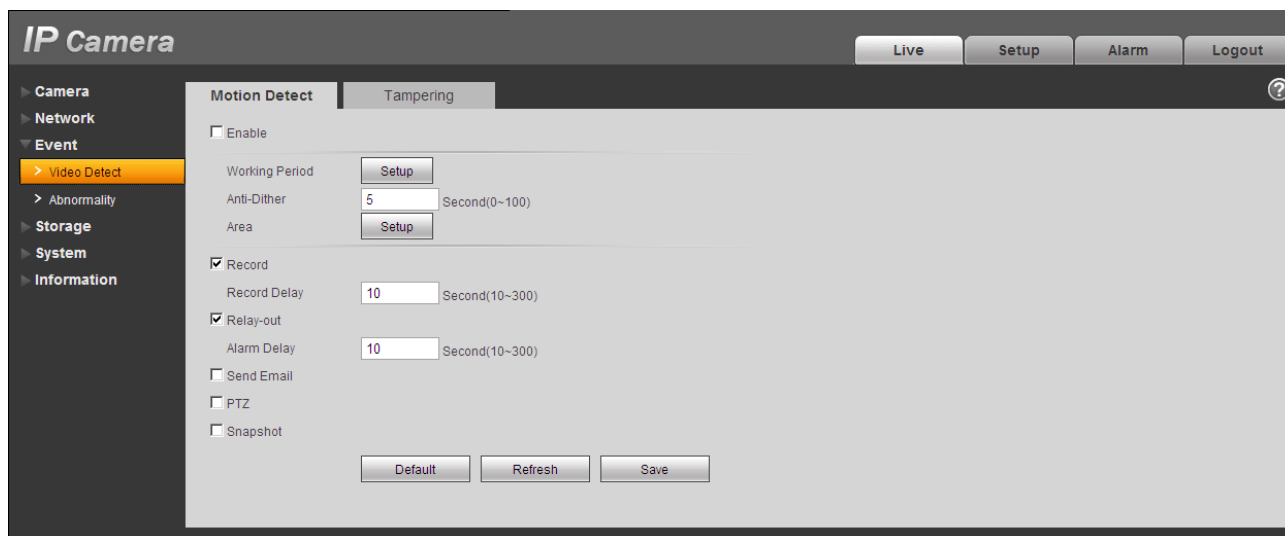 IP Camera
Live Setup Alarm Logout
Camera
Network
Event
> Video Detect
> Abnormality
Storage
System
Information
Motion Detect Tampering
?
Enable
Working Period Setup
Anti-Dither 5 Second(0~100)
Area Setup
Record
Record Delay 10 Second(10~300)
Relay-out
Alarm Delay 10 Second(10~300)
Send Email
PTZ
Snapshot
Default Refresh Save